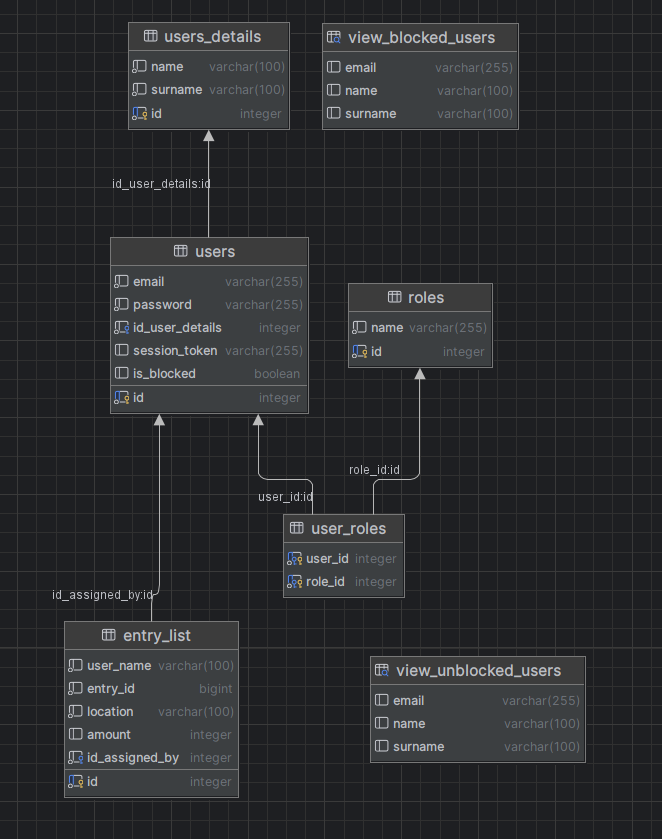 users_details
name varchar(100)
surname varchar(100)
id integer
view_blocked_users
email varchar(255)
name varchar(100)
surname varchar(100)
id_user_details:id
users
email varchar(255)
password varchar(255)
id_user_details integer
session_token varchar(255)
is_blocked boolean
id integer
roles
name varchar(255)
id integer
role_id:id
user_id:id
user_roles
user_id integer
role_id integer
id_assigned_by:id
entry_list
user_name varchar(100)
entry_id bigint
location varchar(100)
amount integer
id_assigned_by integer
id integer
view_unblocked_users
email varchar(255)
name varchar(100)
surname varchar(100)